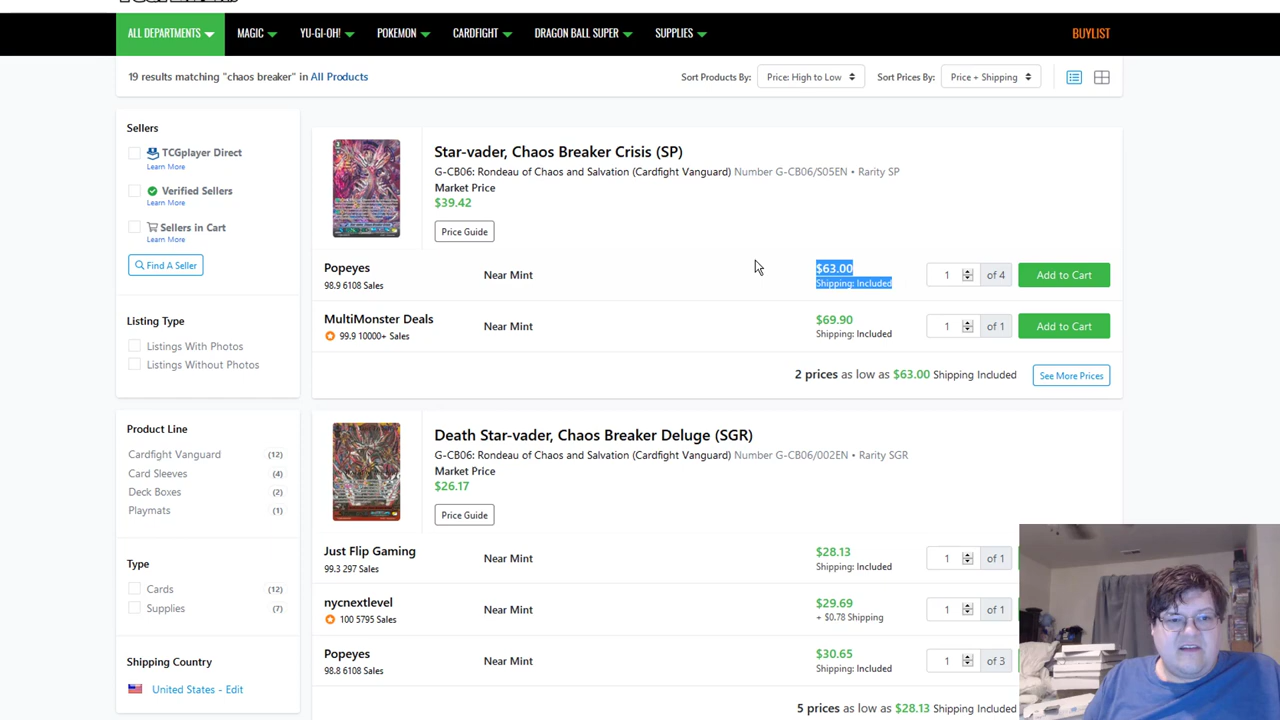 ALL DEPARTMENTS MAGIC YU-GI-OH! POKEMON CARDFIGHT DRAGON BALL SUPER SUPPLIES BUYLIST
19 results matching "chaos breaker" in All Products Sort Products By: Price: High to Low Sort Prices By: Price + Shipping
Sellers
TCGplayer Direct
Learn More
Verified Sellers
Learn More
Sellers in Cart
Learn More
Find A Seller
Listing Type
Listings With Photos
Listings Without Photos
Product Line
Cardfight Vanguard (12)
Card Sleeves (4)
Deck Boxes (2)
Playmats (1)
Type
Cards (12)
Supplies (7)
Shipping Country
United States - Edit
Star-vader, Chaos Breaker Crisis (SP)
G-CB06: Rondeau of Chaos and Salvation (Cardfight Vanguard) Number G-CB06/S05EN • Rarity SP
Market Price
$39.42
Price Guide
Popeyes
98.9 6108 Sales
Near Mint
$63.00
Shipping: Included
1 of 4 Add to Cart
MultiMonster Deals
99.9 10000+ Sales
Near Mint
$69.90
Shipping: Included
1 of 1 Add to Cart
2 prices as low as $63.00 Shipping Included See More Prices
Death Star-vader, Chaos Breaker Deluge (SGR)
G-CB06: Rondeau of Chaos and Salvation (Cardfight Vanguard) Number G-CB06/002EN • Rarity SGR
Market Price
$26.17
Price Guide
Just Flip Gaming
99.3 297 Sales
Near Mint
$28.13
Shipping: Included
1 of 1
nycnextlevel
100 5795 Sales
Near Mint
$29.69
+ $0.78 Shipping
1 of 1
Popeyes
98.8 6108 Sales
Near Mint
$30.65
Shipping: Included
1 of 3
5 prices as low as $28.13 Shipping Included